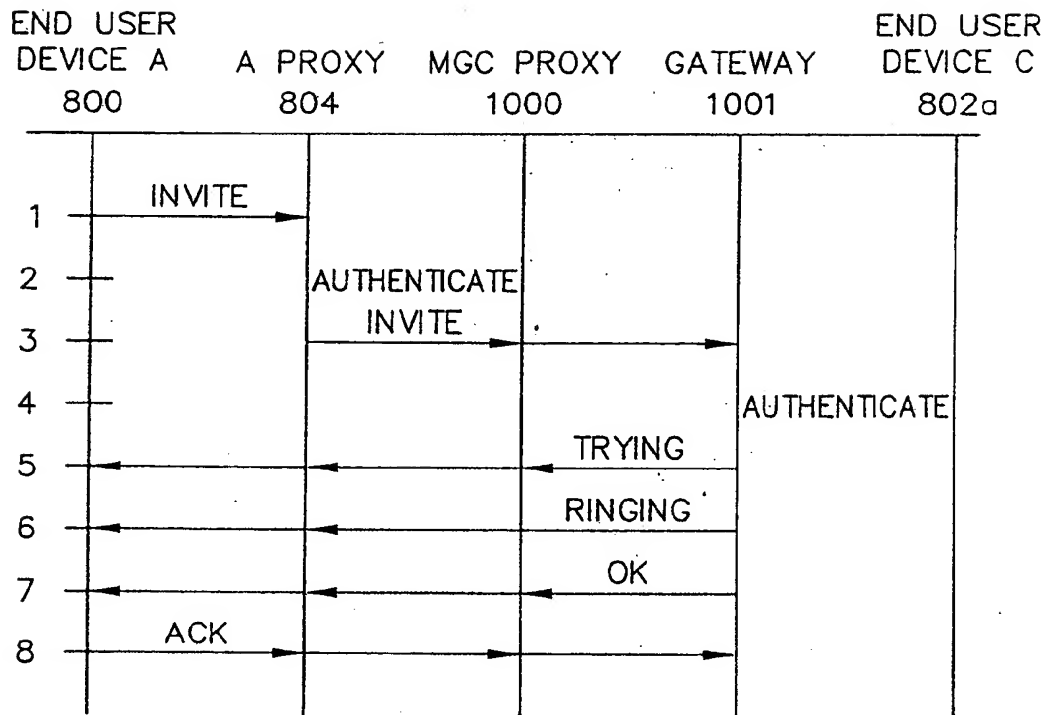 END USER DEVICE A
A PROXY
MGC PROXY
GATEWAY
END USER DEVICE C
800
804
1000
1001
802a
1
INVITE
2
AUTHENTICATE
3
INVITE
4
AUTHENTICATE
5
TRYING
6
RINGING
7
OK
8
ACK